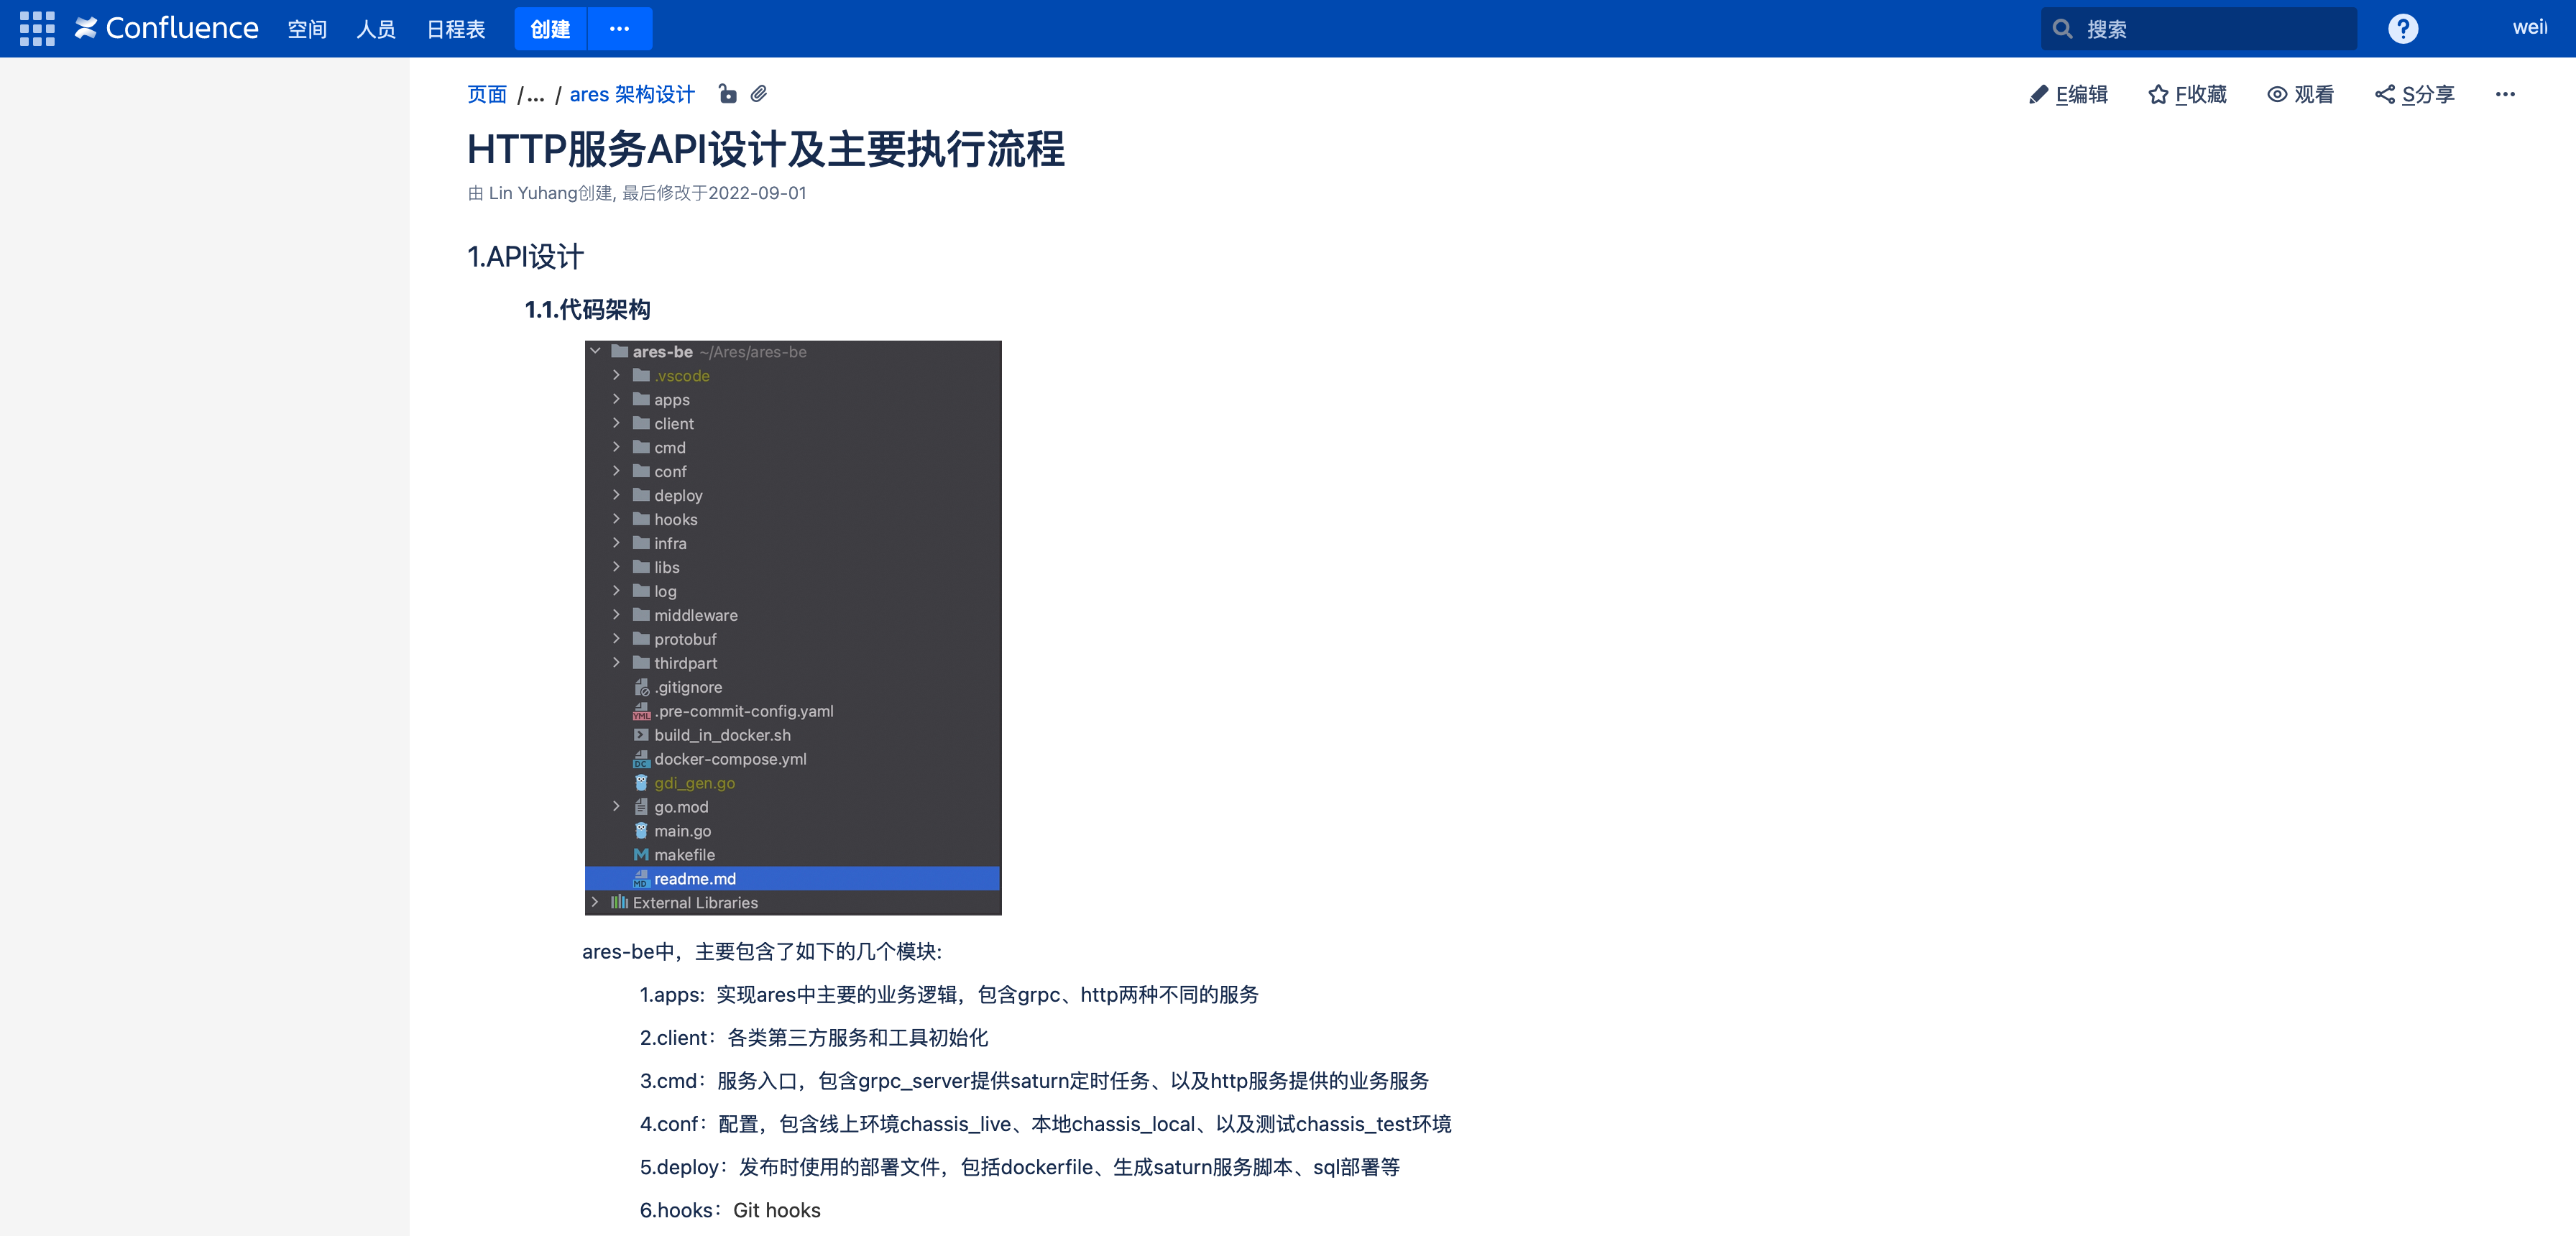 Confluence 空间 人员 日程表 创建 ··· 搜索 ? weil
页面 /... / ares 架构设计 E编辑 F收藏 观看 S分享 ···
HTTP服务API设计及主要执行流程
由 Lin Yuhang创建, 最后修改于2022-09-01
1.API设计
1.1.代码架构
ares-be ~/Ares/ares-be
.vscode
apps
client
cmd
conf
deploy
hooks
infra
libs
log
middleware
protobuf
thirdpart
.gitignore
.pre-commit-config.yaml
build_in_docker.sh
docker-compose.yml
gdi_gen.go
go.mod
main.go
makefile
readme.md
External Libraries
ares-be中，主要包含了如下的几个模块:
1.apps：实现ares中主要的业务逻辑，包含grpc、http两种不同的服务
2.client：各类第三方服务和工具初始化
3.cmd：服务入口，包含grpc_server提供saturn定时任务、以及http服务提供的业务服务
4.conf：配置，包含线上环境chassis_live、本地chassis_local、以及测试chassis_test环境
5.deploy：发布时使用的部署文件，包括dockerfile、生成saturn服务脚本、sql部署等
6.hooks：Git hooks